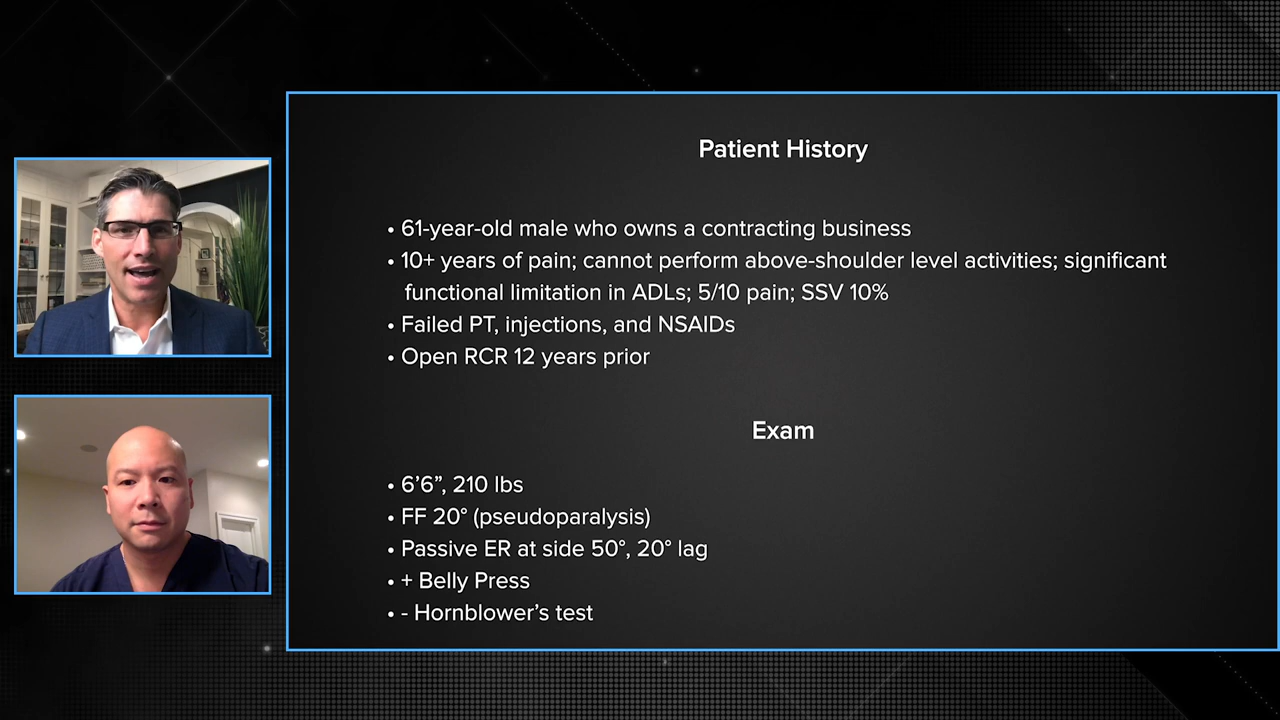 Patient History
• 61-year-old male who owns a contracting business
• 10+ years of pain; cannot perform above-shoulder level activities; significant
functional limitation in ADLs; 5/10 pain; SSV 10%
• Failed PT, injections, and NSAIDs
• Open RCR 12 years prior
Exam
• 6’6”, 210 lbs
• FF 20° (pseudoparalysis)
• Passive ER at side 50°, 20° lag
• + Belly Press
• - Hornblower’s test